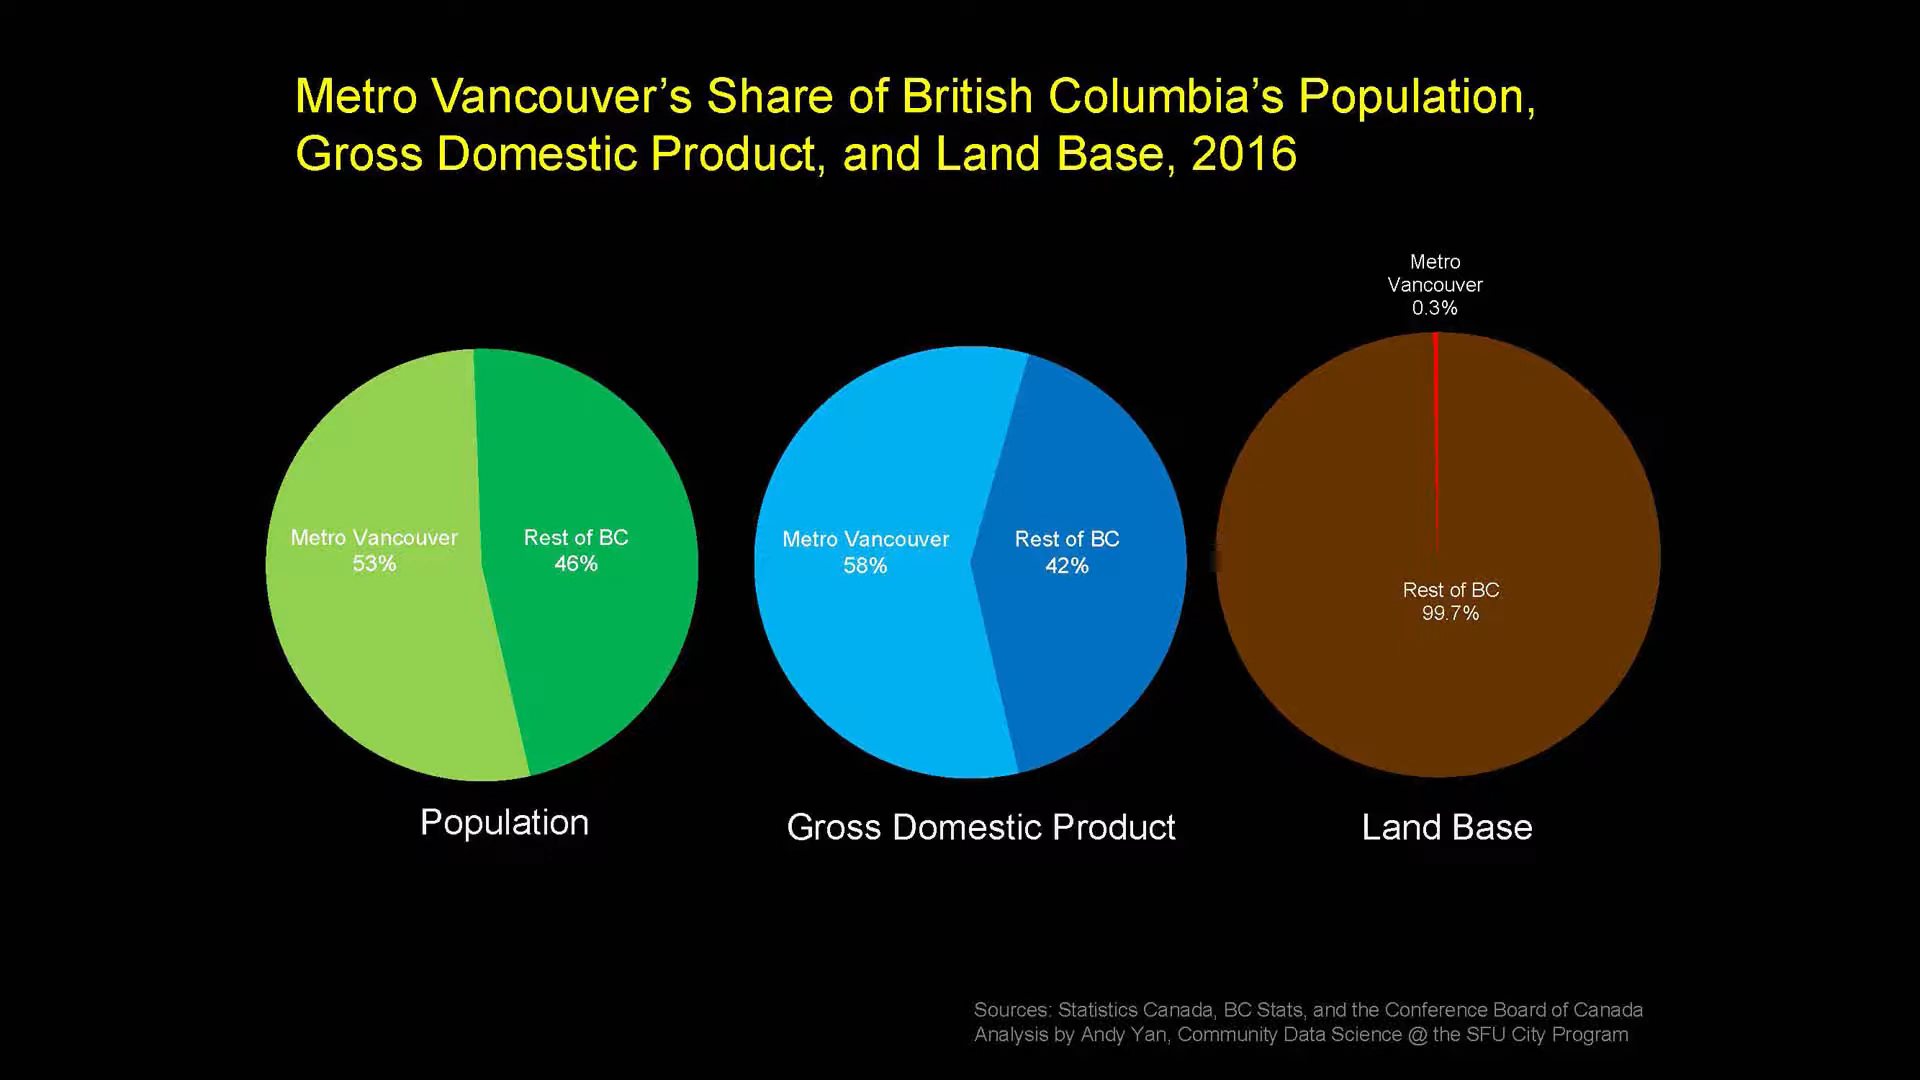 Metro Vancouver’s Share of British Columbia’s Population,
Gross Domestic Product, and Land Base, 2016
Metro Vancouver
53%
Rest of BC
46%
Population
Metro Vancouver
58%
Rest of BC
42%
Gross Domestic Product
Metro
Vancouver
0.3%
Rest of BC
99.7%
Land Base
Sources: Statistics Canada, BC Stats, and the Conference Board of Canada
Analysis by Andy Yan, Community Data Science @ the SFU City Program